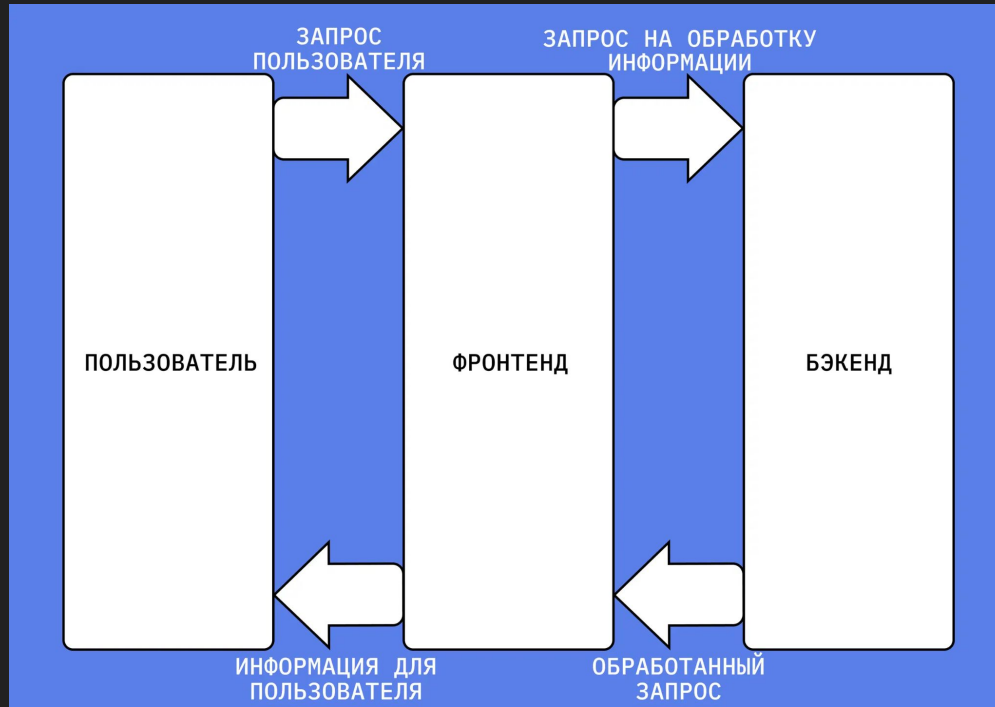 ЗАПРОС
ПОЛЬЗОВАТЕЛЯ
ЗАПРОС НА ОБРАБОТКУ
ИНФОРМАЦИИ
ПОЛЬЗОВАТЕЛЬ
ФРОНТЕНД
БЭКЕНД
ИНФОРМАЦИЯ ДЛЯ
ПОЛЬЗОВАТЕЛЯ
ОБРАБОТАННЫЙ
ЗАПРОС